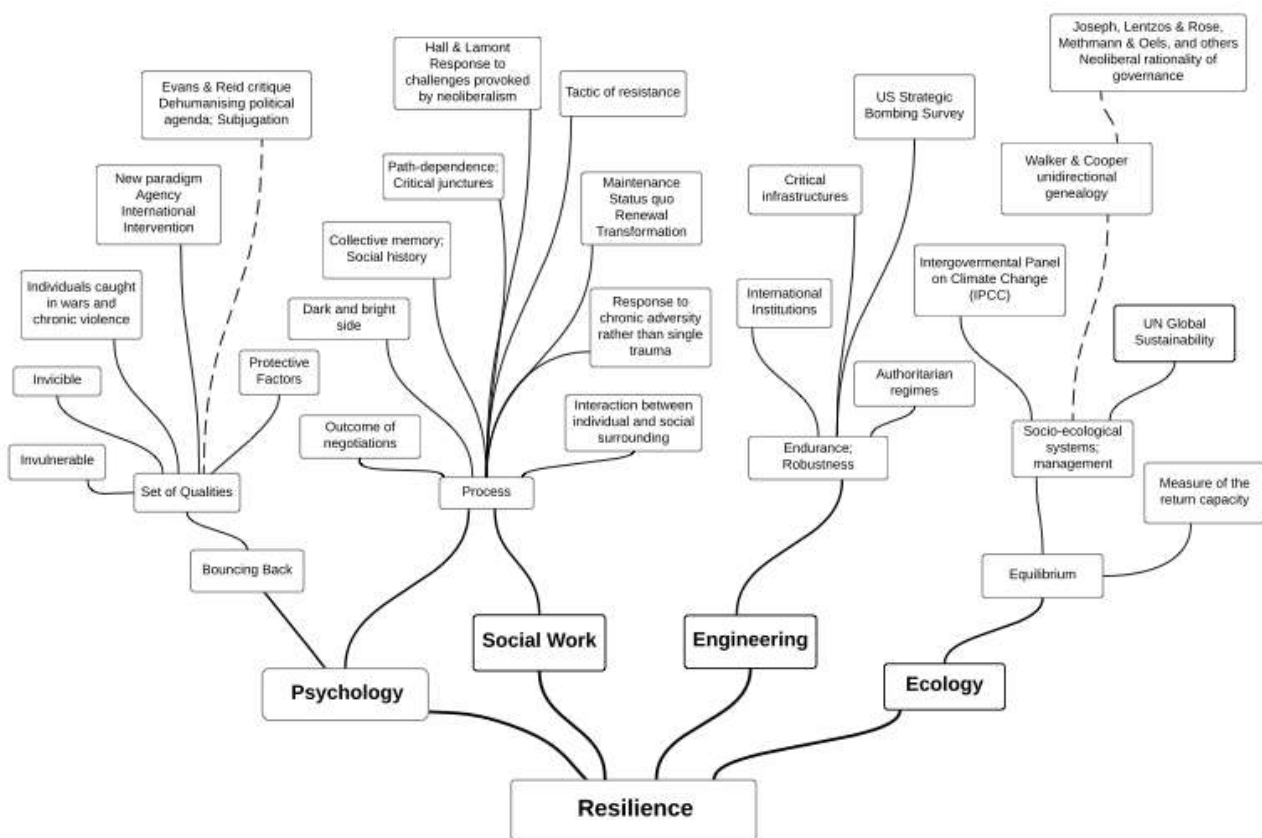 Joseph, Lentzos & Rose,
Methmann & Oels, and others
Neoliberal rationality of
governance
Hall & Lamont
Response to
challenges provoked
by neoliberalism
Tactic of resistance
Evans & Reid critique
Dehumanising political
agenda; Subjugation
US Strategic
Bombing Survey
Path-dependence;
Critical junctures
Walker & Cooper
unidirectional
genealogy
New paradigm
Agency
International
Intervention
Critical
infrastructures
Maintenance
Status quo
Renewal
Transformation
Collective memory;
Social history
Intergovermental Panel
on Climate Change
(IPCC)
Individuals caught
in wars and
chronic violence
Dark and bright
side
International
Institutions
Response to
chronic adversity
rather than single
trauma
UN Global
Sustainability
Invicible
Protective
Factors
Authoritarian
regimes
Outcome of
negotiations
Interaction between
individual and social
surrounding
Invulnerable
Endurance;
Robustness
Socio-ecological
systems;
management
Set of Qualities
Process
Measure of the
return capacity
Bouncing Back
Equilibrium
Social Work
Engineering
Psychology
Ecology
Resilience